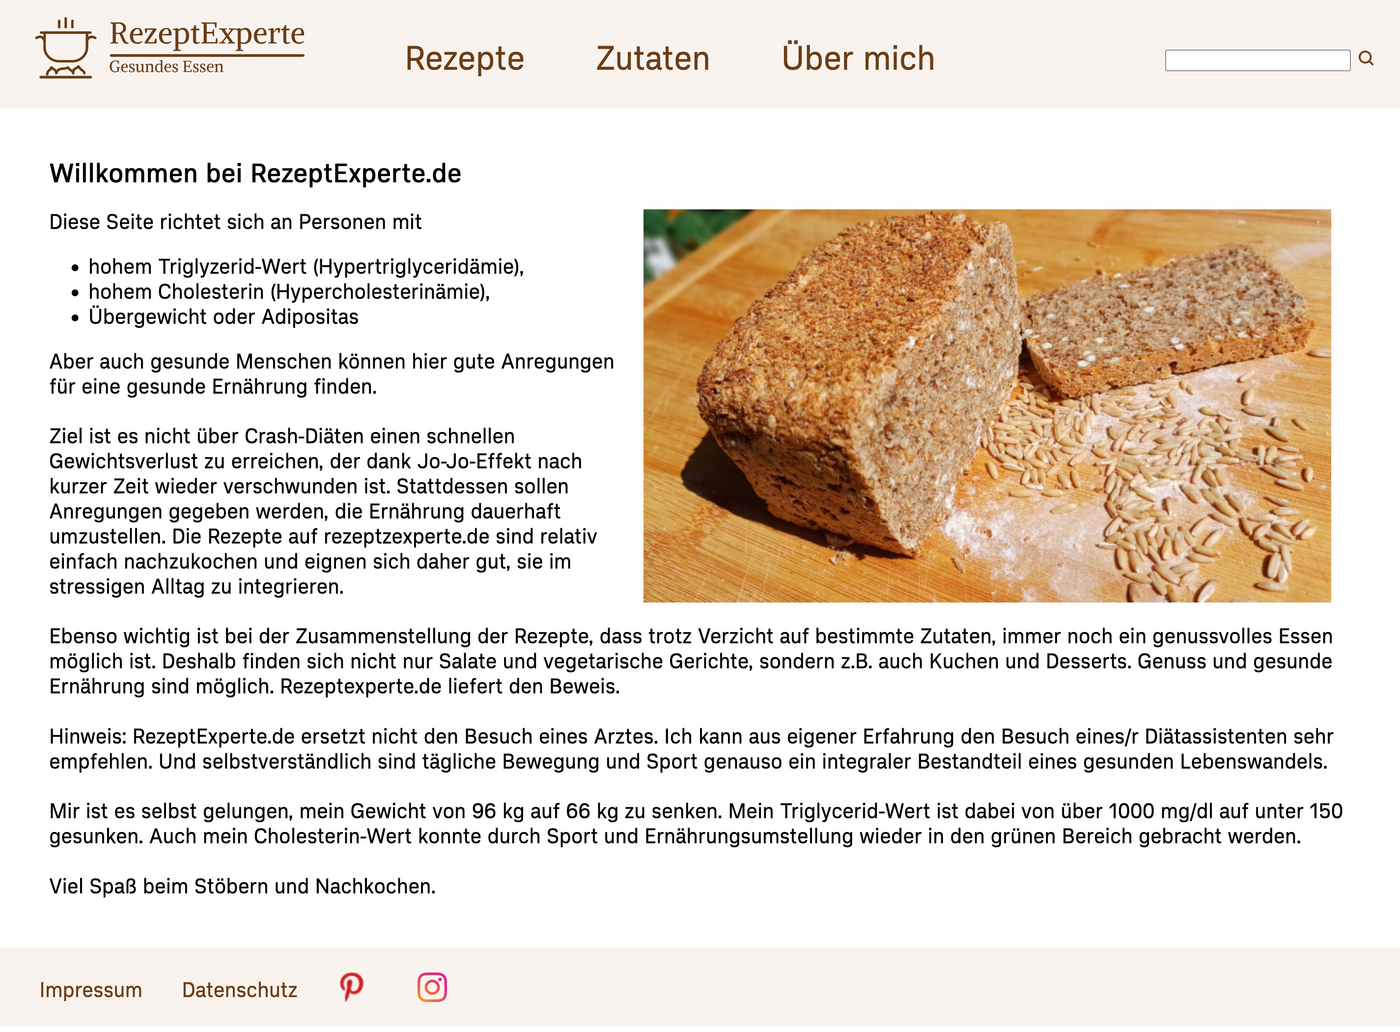 RezeptExperte
Gesundes Essen
Rezepte
Zutaten
Über mich
Willkommen bei RezeptExperte.de
Diese Seite richtet sich an Personen mit
• hohem Triglyzerid-Wert (Hypertriglyceridämie),
• hohem Cholesterin (Hypercholesterinämie),
• Übergewicht oder Adipositas
Aber auch gesunde Menschen können hier gute Anregungen
für eine gesunde Ernährung finden.
Ziel ist es nicht über Crash-Diäten einen schnellen
Gewichtsverlust zu erreichen, der dank Jo-Jo-Effekt nach
kurzer Zeit wieder verschwunden ist. Stattdessen sollen
Anregungen gegeben werden, die Ernährung dauerhaft
umzustellen. Die Rezepte auf rezeptzexperte.de sind relativ
einfach nachzukochen und eignen sich daher gut, sie im
stressigen Alltag zu integrieren.
Ebenso wichtig ist bei der Zusammenstellung der Rezepte, dass trotz Verzicht auf bestimmte Zutaten, immer noch ein genussvolles Essen
möglich ist. Deshalb finden sich nicht nur Salate und vegetarische Gerichte, sondern z.B. auch Kuchen und Desserts. Genuss und gesunde
Ernährung sind möglich. Rezeptexperte.de liefert den Beweis.
Hinweis: RezeptExperte.de ersetzt nicht den Besuch eines Arztes. Ich kann aus eigener Erfahrung den Besuch eines/r Diätassistenten sehr
empfehlen. Und selbstverständlich sind tägliche Bewegung und Sport genauso ein integraler Bestandteil eines gesunden Lebenswandels.
Mir ist es selbst gelungen, mein Gewicht von 96 kg auf 66 kg zu senken. Mein Triglycerid-Wert ist dabei von über 1000 mg/dl auf unter 150
gesunken. Auch mein Cholesterin-Wert konnte durch Sport und Ernährungsumstellung wieder in den grünen Bereich gebracht werden.
Viel Spaß beim Stöbern und Nachkochen.
Impressum
Datenschutz